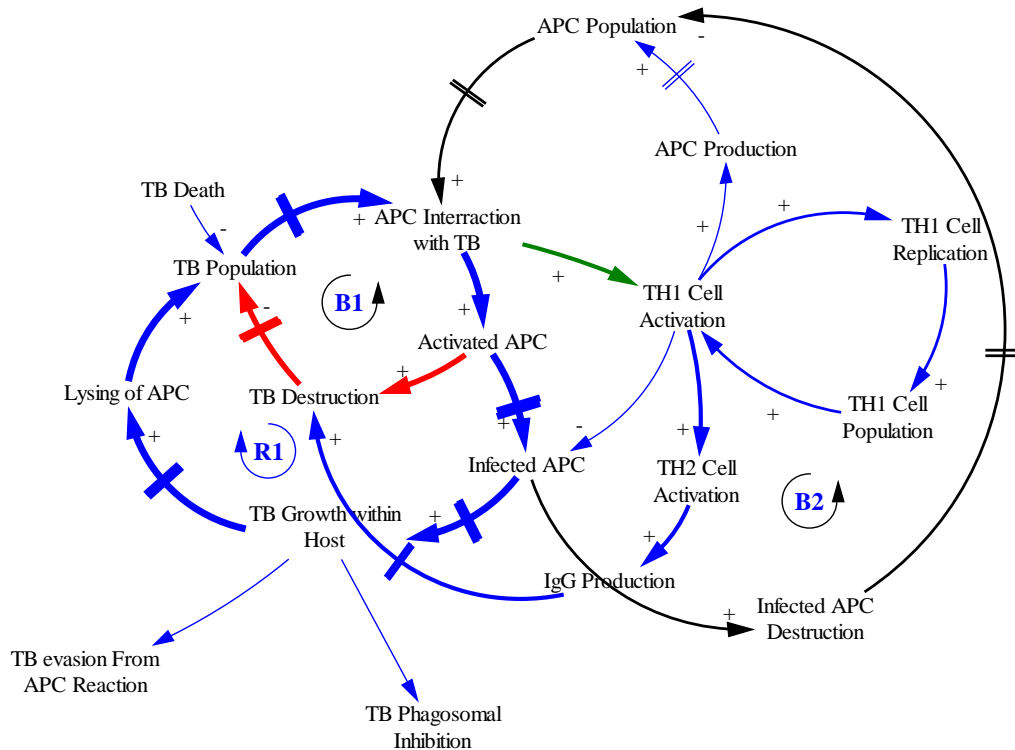 APC Population
-
+
APC Production
TB Death
+
-
+
APC Interraction
with TB
+
+
TH1 Cell
Replication
TB Population
+
B1
TH1 Cell
Activation
-
+
+
Activated APC
+
+
Lysing of APC
TB Destruction
+
TH1 Cell
Population
+
+
+
-
+
R1
Infected APC
TH2 Cell
Activation
B2
TB Growth within
Host
+
+
IgG Production
+
Infected APC
Destruction
TB evasion From
APC Reaction
TB Phagosomal
Inhibition